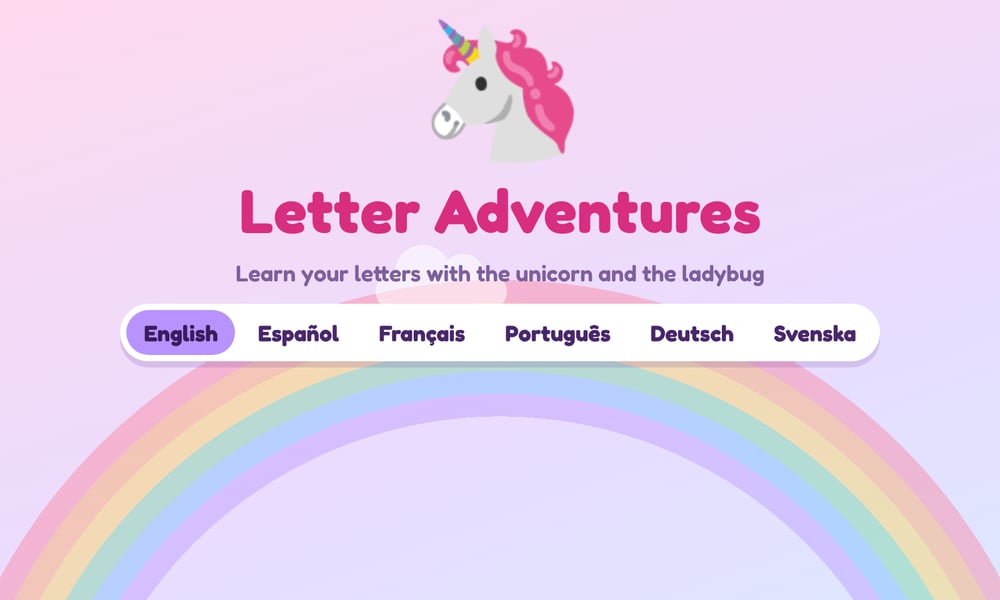 Letter Adventures
Learn your letters with the unicorn and the ladybug
English Español Français Português Deutsch Svenska